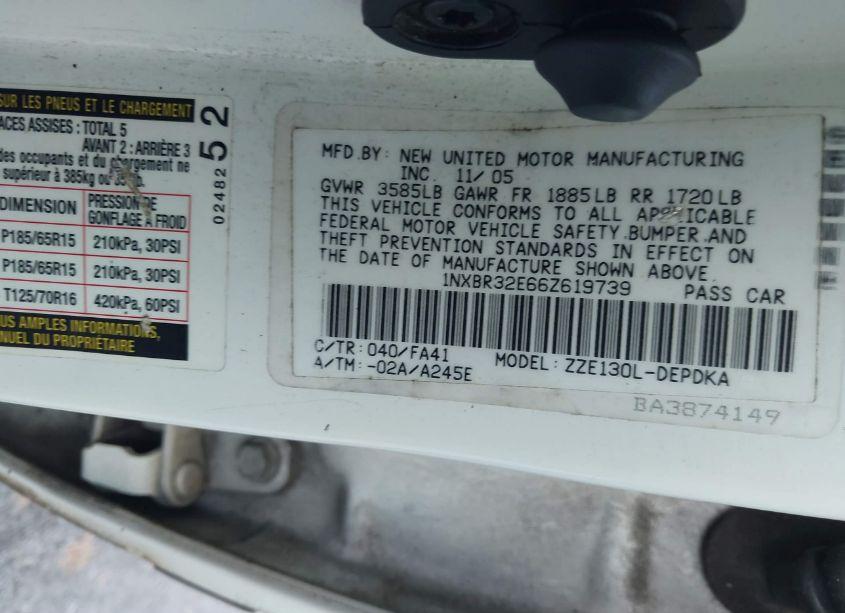 SUR LES PNEUS ET LE CHARGEMENT
ACES ASSISES : TOTAL 5
AVANT 2 : ARRIÈRE 3
des occupants et du chargement ne
supérieur à 385kg ou
DIMENSION
PRESSION DE GONFLAGE À FROID
P185/65R15 210kPa, 30PSI
P185/65R15 210kPa, 30PSI
T125/70R16 420kPa, 60PSI
US AMPLES INFORMATIONS,
NUEL DU PROPRIÉTAIRE
02482 52
MFD.BY: NEW UNITED MOTOR MANUFACTURING
INC. 11/05
GVWR 3585LB GAWR FR 1885LB RR 1720LB
THIS VEHICLE CONFORMS TO ALL APPLICABLE
FEDERAL MOTOR VEHICLE SAFETY,BUMPER,AND
THEFT PREVENTION STANDARDS IN EFFECT ON
THE DATE OF MANUFACTURE SHOWN ABOVE.
1NXBR32E66Z619739 PASS CAR
C/TR: 040/FA41
A/TM: -02A/A245E MODEL: ZZE130L-DEPDKA
BA3874149